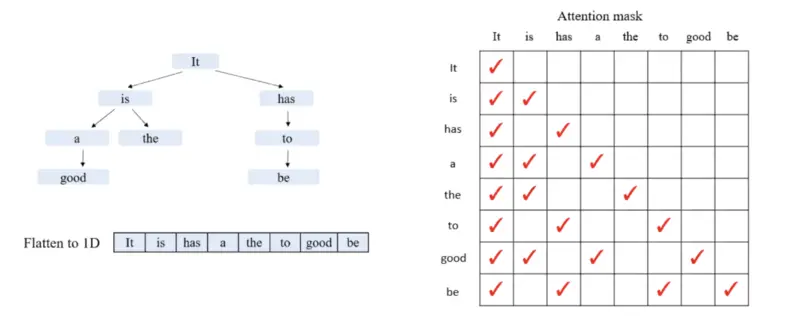 It
is has
a the to
good be
Flatten to 1D It is has a the to good be
Attention mask
It is has a the to good be
It ✓
is ✓ ✓
has ✓ ✓
a ✓ ✓ ✓
the ✓ ✓ ✓
to ✓ ✓ ✓
good ✓ ✓ ✓ ✓
be ✓ ✓ ✓ ✓